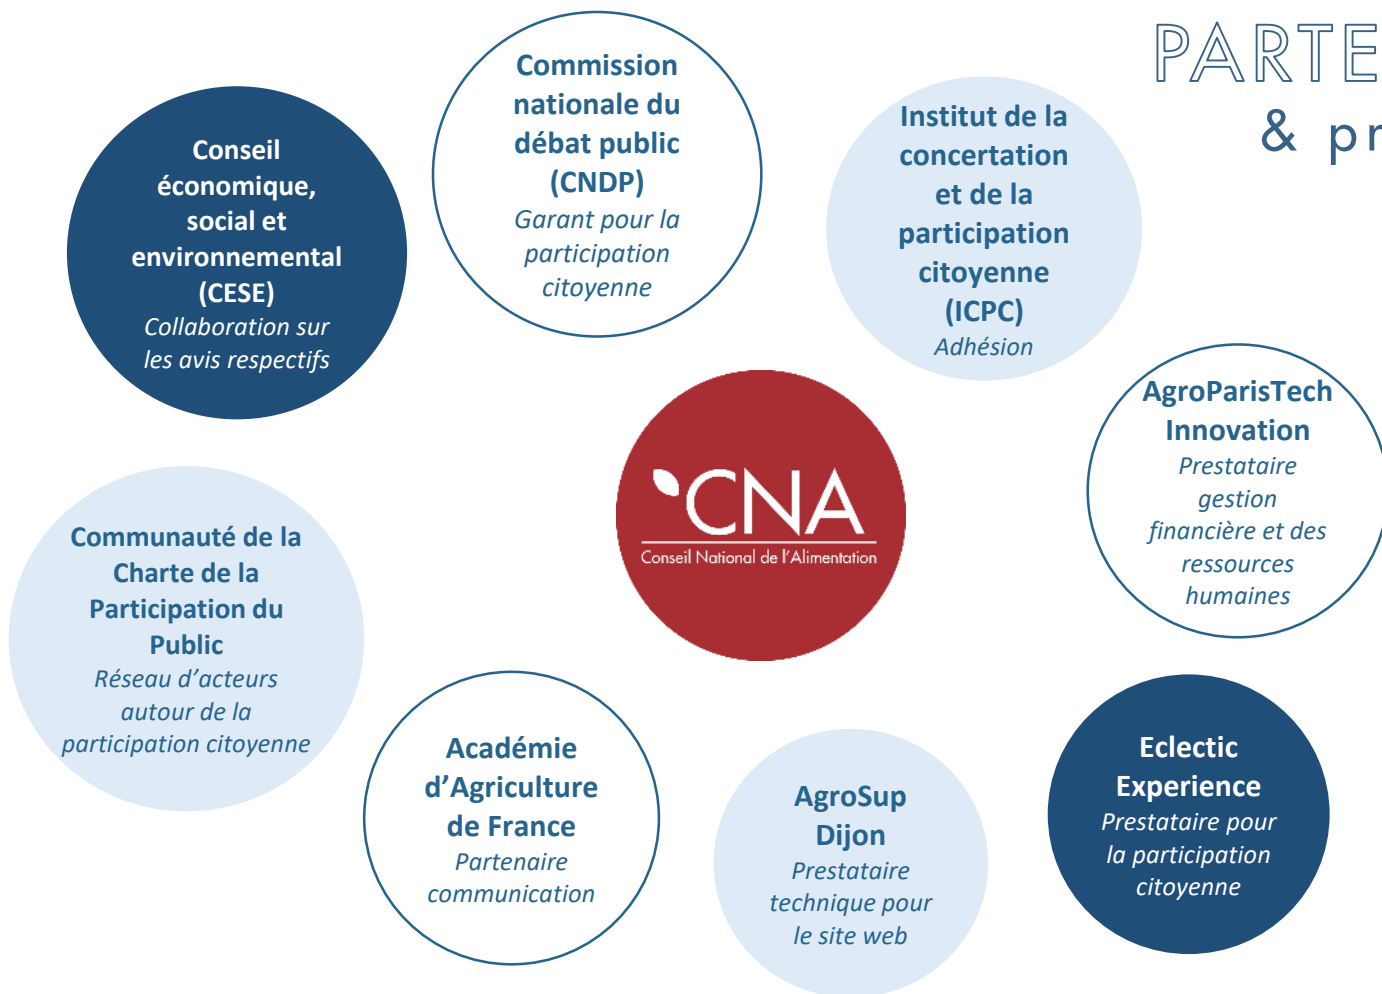 PARTE
& pr
Commission
nationale du
débat public
(CNDP)
Garant pour la
participation
citoyenne
Conseil
économique,
social et
environnemental
(CESE)
Collaboration sur
les avis respectifs
Institut de la
concertation
et de la
participation
citoyenne
(ICPC)
Adhésion
AgroParisTech
Innovation
Prestataire
gestion
financière et des
ressources
humaines
CNA
Conseil National de l'Alimentation
Communauté de la
Charte de la
Participation du
Public
Réseau d’acteurs
autour de la
participation citoyenne
Académie
d’Agriculture
de France
Partenaire
communication
AgroSup
Dijon
Prestataire
technique pour
le site web
Eclectic
Experience
Prestataire pour
la participation
citoyenne